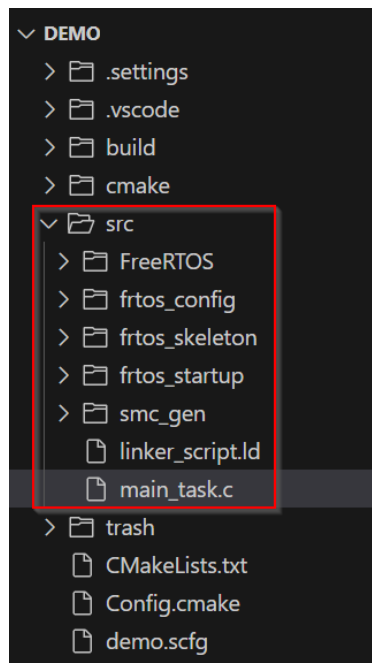 DEMO
.settings
.vscode
build
cmake
src
FreeRTOS
frtos_config
frtos_skeleton
frtos_startup
smc_gen
linker_script.ld
main_task.c
trash
CMakeLists.txt
Config.cmake
demo.scfg